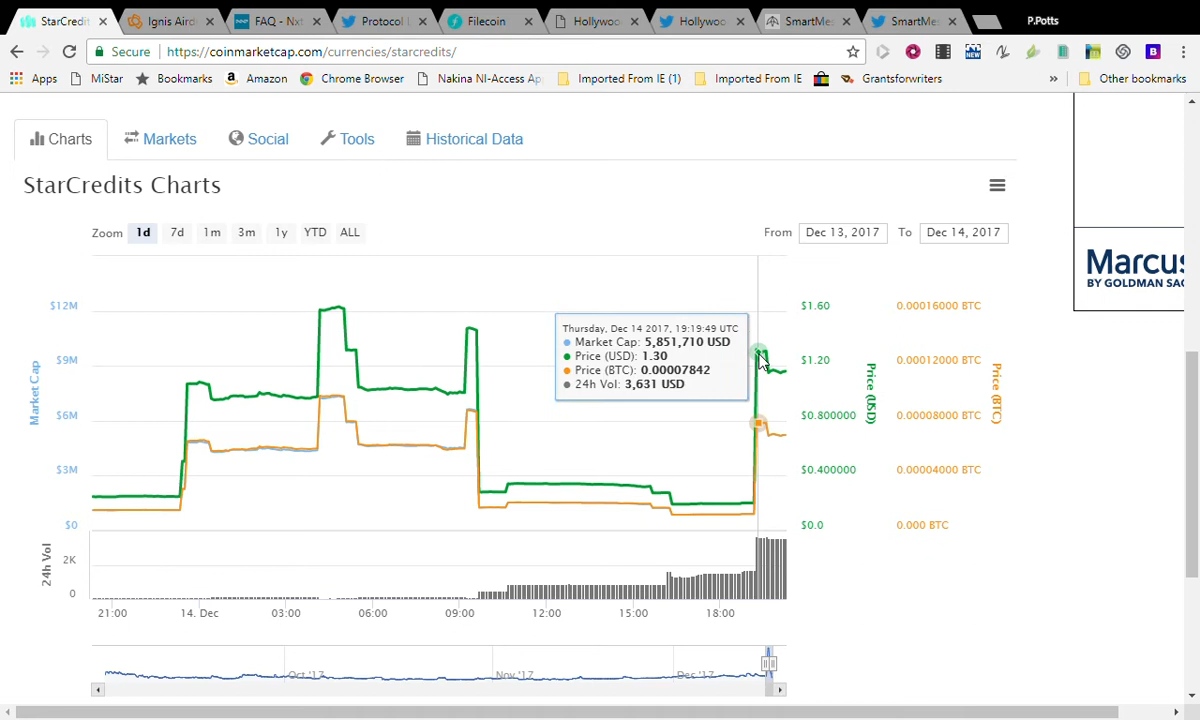 StarCredit
Ignis Airdr
FAQ - Nxt
Protocol L
Filecoin
Hollywoo
Hollywoo
SmartMes
SmartMes
P.Potts
Secure
https://coinmarketcap.com/currencies/starcredits/
Apps
MiStar
Bookmarks
Amazon
Chrome Browser
Nakina NI-Access Ap
Imported From IE (1)
Imported From IE
Grantsforwriters
»
Other bookmarks
Charts
Markets
Social
Tools
Historical Data
StarCredits Charts
Zoom 1d 7d 1m 3m 1y YTD ALL
From Dec 13, 2017 To Dec 14, 2017
Marcus
BY GOLDMAN SAC
$12M
$9M
$6M
$3M
$0
Market Cap
Thursday, Dec 14 2017, 19:19:49 UTC
Market Cap: 5,851,710 USD
Price (USD): 1.30
Price (BTC): 0.00007842
24h Vol: 3,631 USD
$1.60
$1.20
$0.800000
$0.400000
$0.0
Price (USD)
0.00016000 BTC
0.00012000 BTC
0.00008000 BTC
0.00004000 BTC
0.000 BTC
Price (BTC)
24h Vol
2K
0
21:00 14. Dec 03:00 06:00 09:00 12:00 15:00 18:00
Oct '17 Nov '17 Dec '17